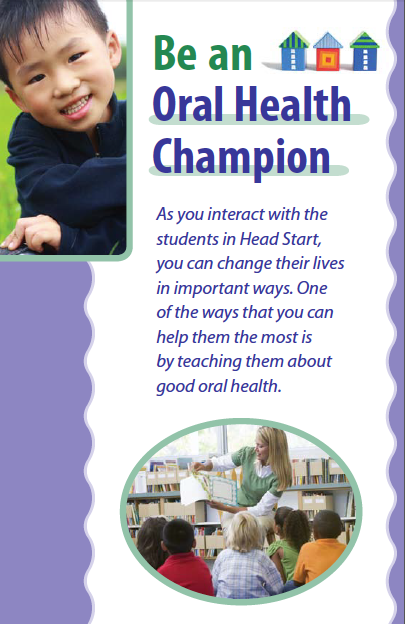 Be an
Oral Health
Champion
As you interact with the
students in Head Start,
you can change their lives
in important ways. One
of the ways that you can
help them the most is
by teaching them about
good oral health.